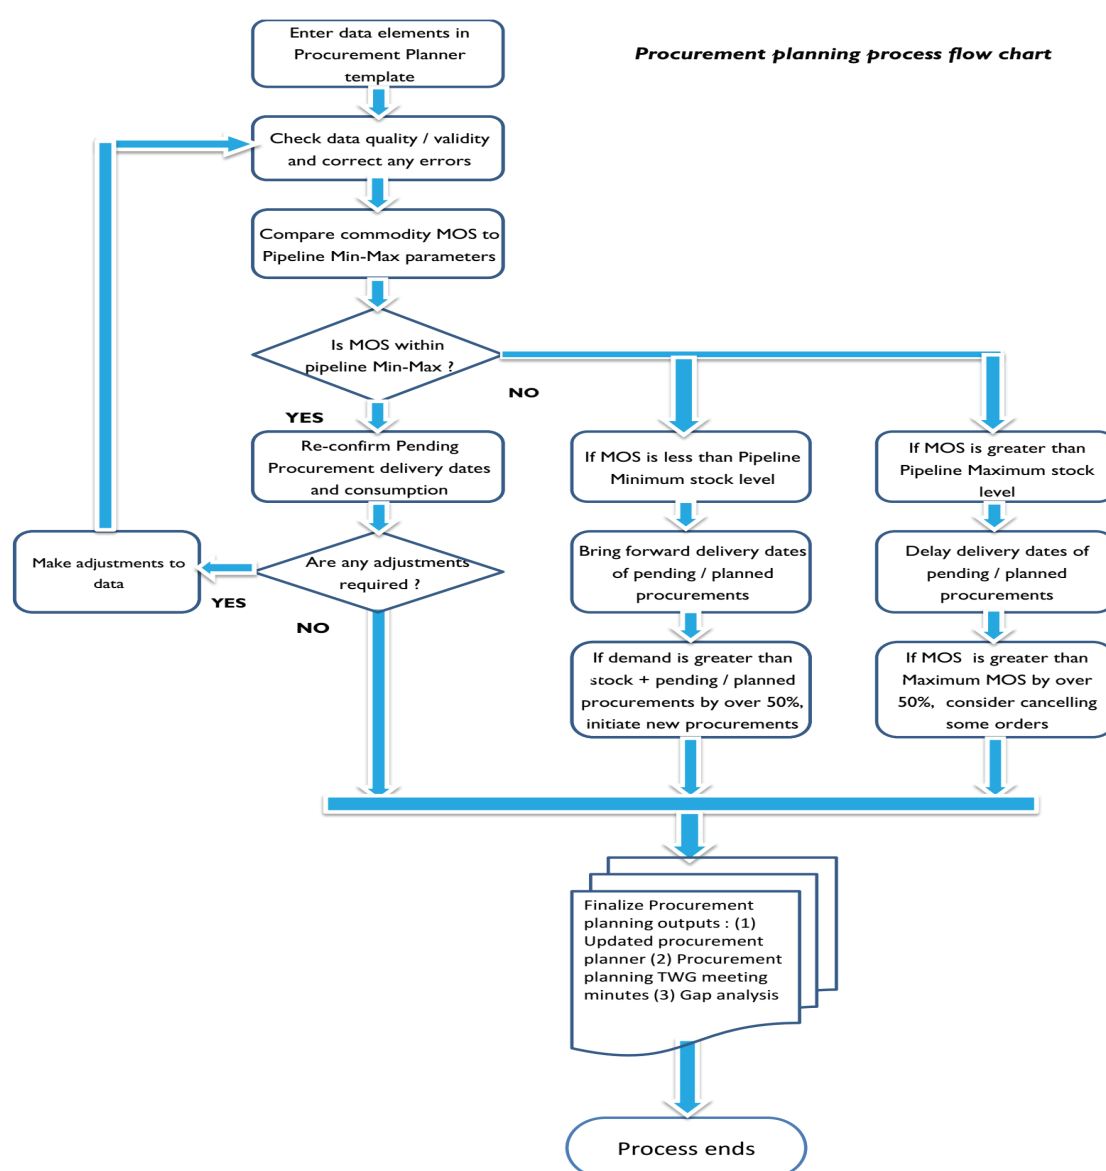 Enter data elements in
Procurement Planner
template
Procurement planning process flow chart
Check data quality / validity
and correct any errors
Compare commodity MOS to
Pipeline Min-Max parameters
Is MOS within
pipeline Min-Max ?
NO
YES
Re-confirm Pending
Procurement delivery dates
and consumption
If MOS is less than Pipeline
Minimum stock level
If MOS is greater than
Pipeline Maximum stock
level
Make adjustments to
data
YES
Are any adjustments
required ?
NO
Bring forward delivery dates
of pending / planned
procurements
Delay delivery dates of
pending / planned
procurements
If demand is greater than
stock + pending / planned
procurements by over 50%,
initiate new procurements
If MOS is greater than
Maximum MOS by over
50%, consider cancelling
some orders
Finalize Procurement
planning outputs : (1)
Updated procurement
planner (2) Procurement
planning TWG meeting
minutes (3) Gap analysis
Process ends